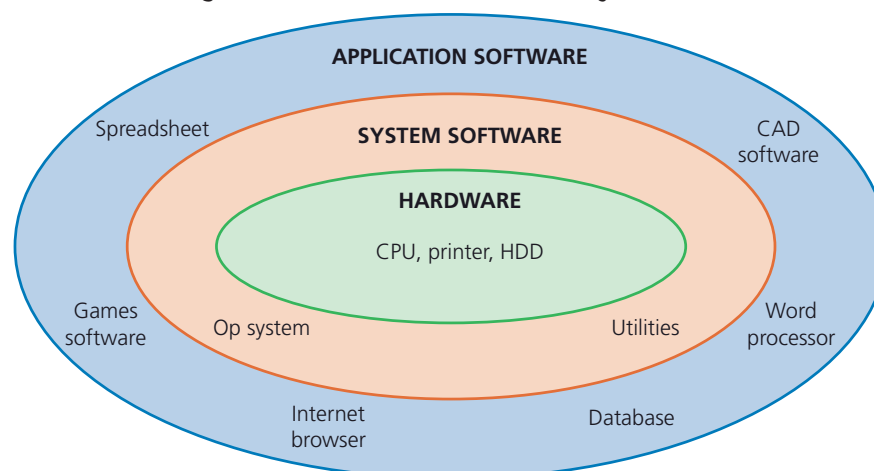 APPLICATION SOFTWARE
Spreadsheet
CAD
software
SYSTEM SOFTWARE
HARDWARE
CPU, printer, HDD
Games
software
Op system
Utilities
Word
processor
Internet
browser
Database